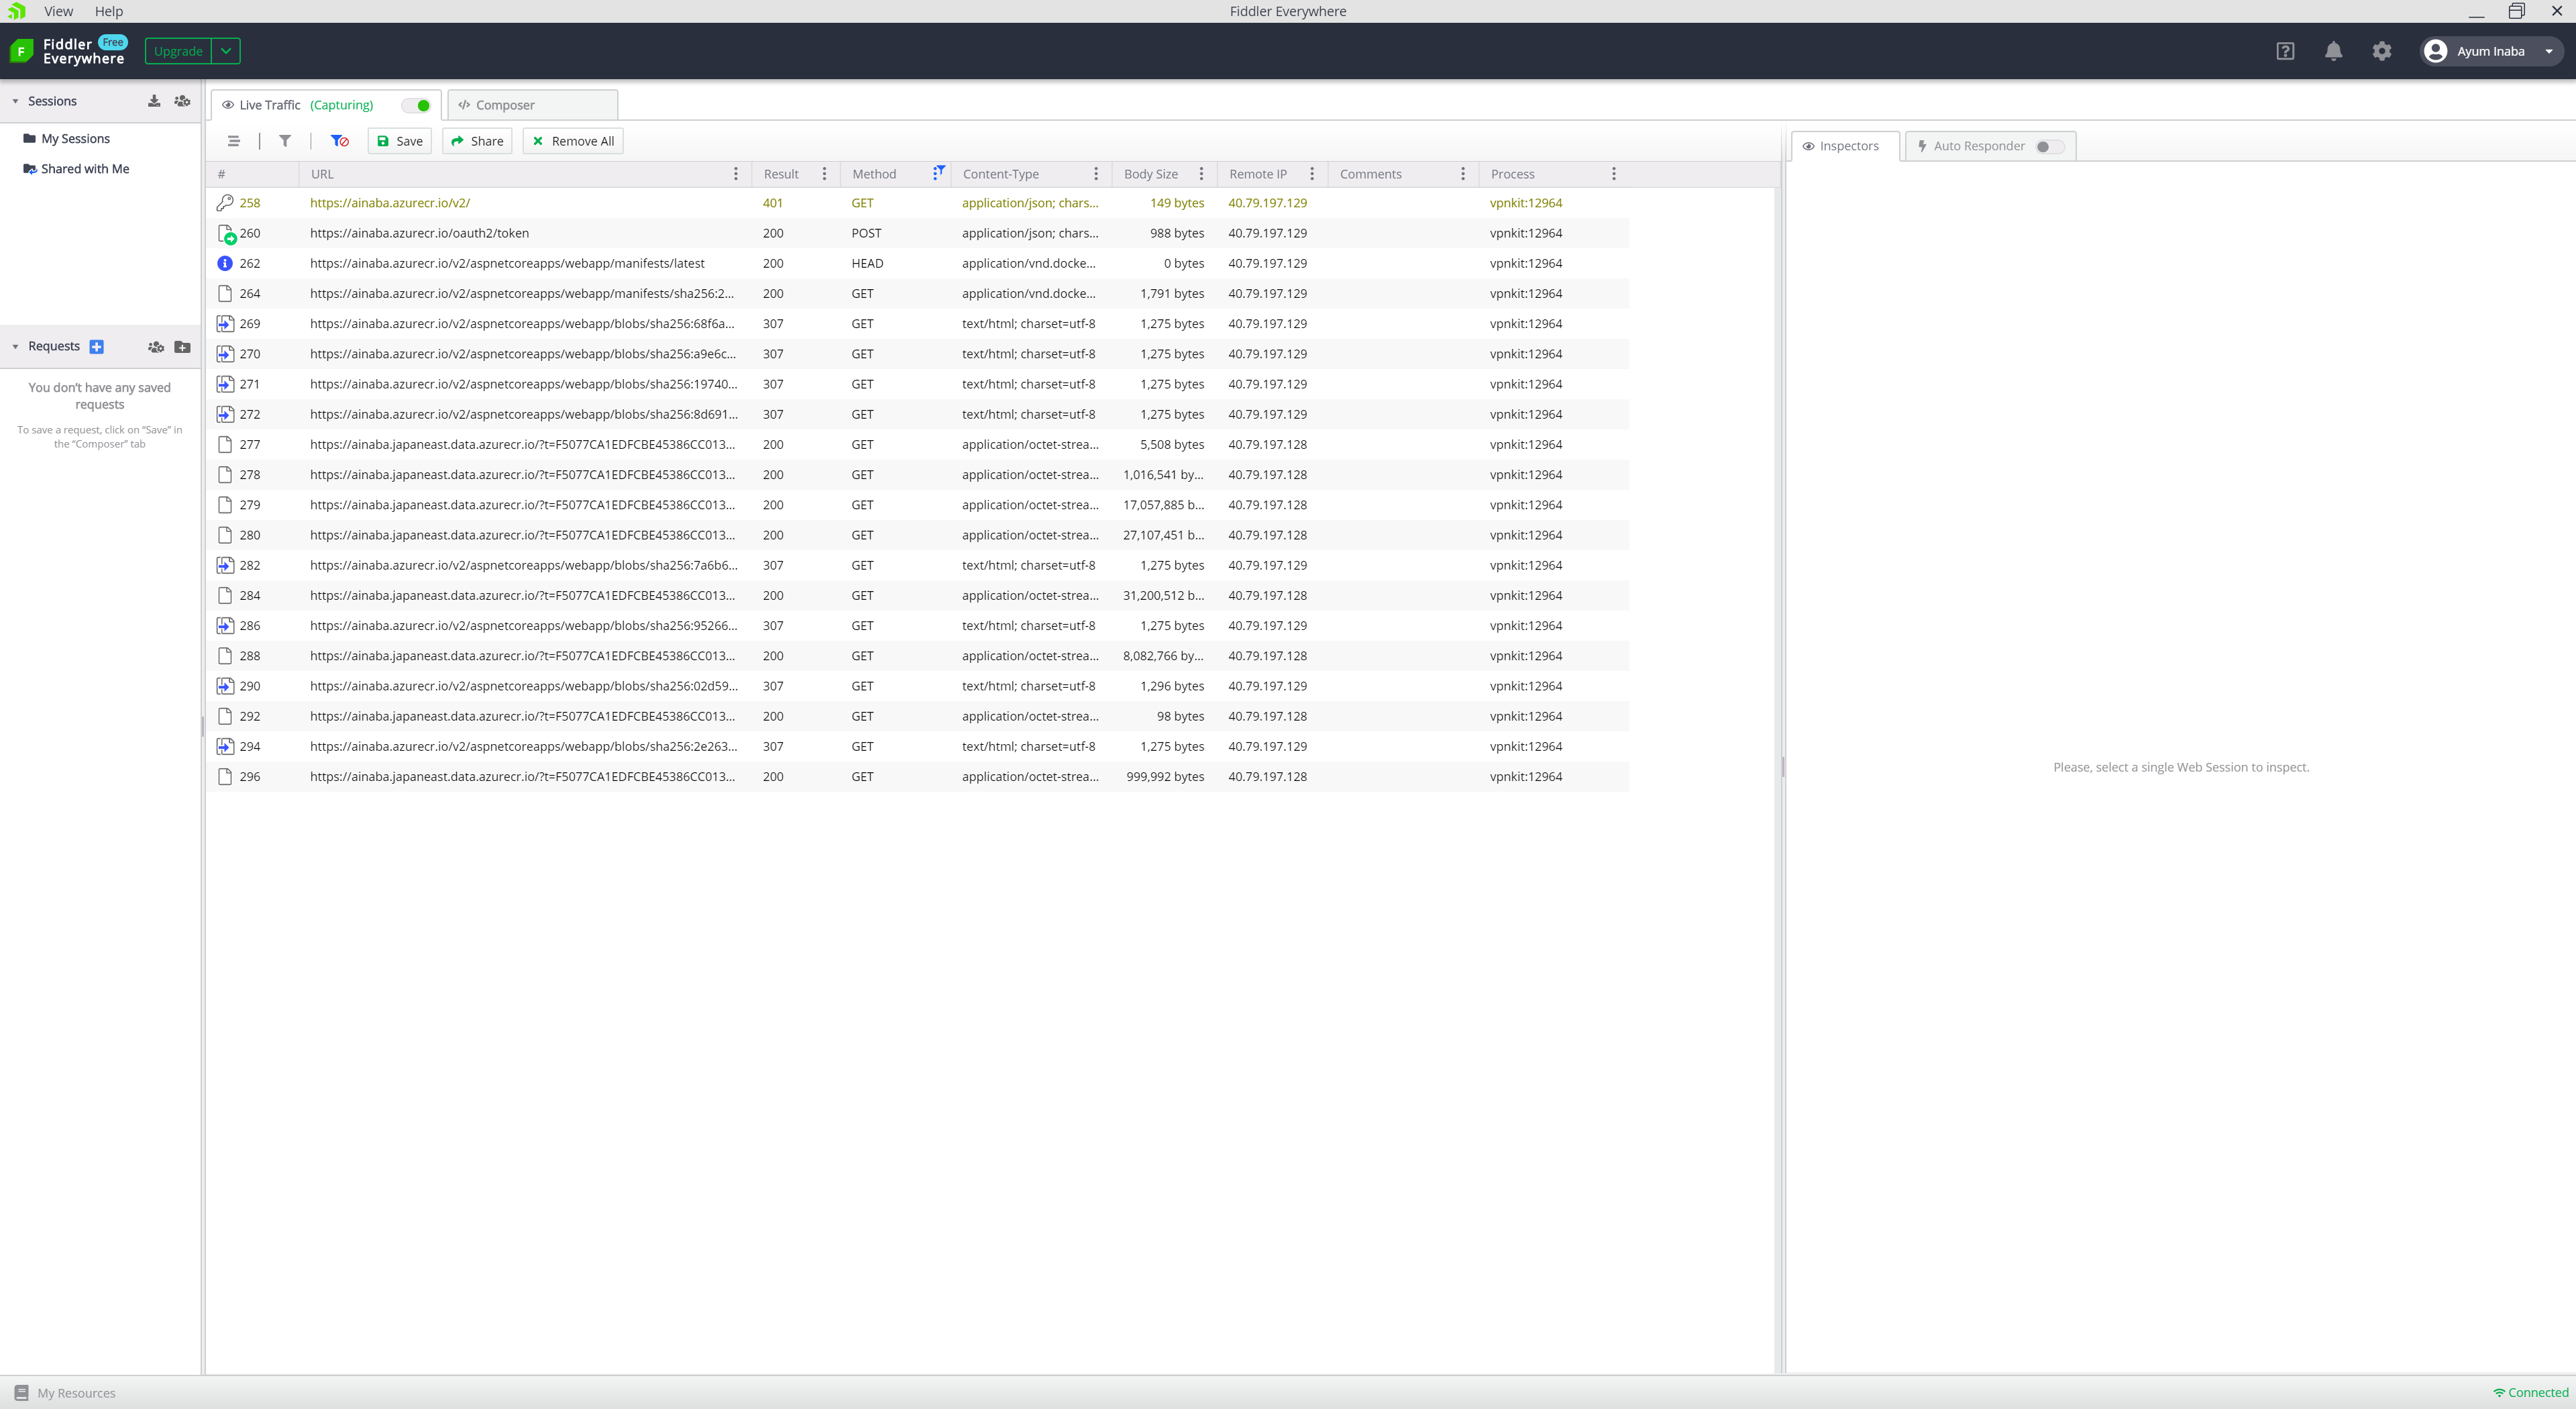 View Help Fiddler Everywhere
Fiddler Free
Everywhere
Upgrade
Ayum Inaba
Sessions
My Sessions
Shared with Me
Requests
You don't have any saved
requests
To save a request, click on "Save" in
the "Composer" tab
Live Traffic (Capturing) Composer
Save Share Remove All
# URL Result Method Content-Type Body Size Remote IP Comments Process
258 https://ainaba.azurecr.io/v2/ 401 GET application/json; chars... 149 bytes 40.79.197.129 vpnkit:12964
260 https://ainaba.azurecr.io/oauth2/token 200 POST application/json; chars... 988 bytes 40.79.197.129 vpnkit:12964
262 https://ainaba.azurecr.io/v2/aspnetcoreapps/webapp/manifests/latest 200 HEAD application/vnd.docke... 0 bytes 40.79.197.129 vpnkit:12964
264 https://ainaba.azurecr.io/v2/aspnetcoreapps/webapp/manifests/sha256:2... 200 GET application/vnd.docke... 1,791 bytes 40.79.197.129 vpnkit:12964
269 https://ainaba.azurecr.io/v2/aspnetcoreapps/webapp/blobs/sha256:68f6a... 307 GET text/html; charset=utf-8 1,275 bytes 40.79.197.129 vpnkit:12964
270 https://ainaba.azurecr.io/v2/aspnetcoreapps/webapp/blobs/sha256:a9e6c... 307 GET text/html; charset=utf-8 1,275 bytes 40.79.197.129 vpnkit:12964
271 https://ainaba.azurecr.io/v2/aspnetcoreapps/webapp/blobs/sha256:19740... 307 GET text/html; charset=utf-8 1,275 bytes 40.79.197.129 vpnkit:12964
272 https://ainaba.azurecr.io/v2/aspnetcoreapps/webapp/blobs/sha256:8d691... 307 GET text/html; charset=utf-8 1,275 bytes 40.79.197.129 vpnkit:12964
277 https://ainaba.japaneast.data.azurecr.io/?t=F5077CA1EDFCBE45386CC013... 200 GET application/octet-strea... 5,508 bytes 40.79.197.128 vpnkit:12964
278 https://ainaba.japaneast.data.azurecr.io/?t=F5077CA1EDFCBE45386CC013... 200 GET application/octet-strea... 1,016,541 by... 40.79.197.128 vpnkit:12964
279 https://ainaba.japaneast.data.azurecr.io/?t=F5077CA1EDFCBE45386CC013... 200 GET application/octet-strea... 17,057,885 b... 40.79.197.128 vpnkit:12964
280 https://ainaba.japaneast.data.azurecr.io/?t=F5077CA1EDFCBE45386CC013... 200 GET application/octet-strea... 27,107,451 b... 40.79.197.128 vpnkit:12964
282 https://ainaba.azurecr.io/v2/aspnetcoreapps/webapp/blobs/sha256:7a6b6... 307 GET text/html; charset=utf-8 1,275 bytes 40.79.197.129 vpnkit:12964
284 https://ainaba.japaneast.data.azurecr.io/?t=F5077CA1EDFCBE45386CC013... 200 GET application/octet-strea... 31,200,512 b... 40.79.197.128 vpnkit:12964
286 https://ainaba.azurecr.io/v2/aspnetcoreapps/webapp/blobs/sha256:95266... 307 GET text/html; charset=utf-8 1,275 bytes 40.79.197.129 vpnkit:12964
288 https://ainaba.japaneast.data.azurecr.io/?t=F5077CA1EDFCBE45386CC013... 200 GET application/octet-strea... 8,082,766 by... 40.79.197.128 vpnkit:12964
290 https://ainaba.azurecr.io/v2/aspnetcoreapps/webapp/blobs/sha256:02d59... 307 GET text/html; charset=utf-8 1,296 bytes 40.79.197.129 vpnkit:12964
292 https://ainaba.japaneast.data.azurecr.io/?t=F5077CA1EDFCBE45386CC013... 200 GET application/octet-strea... 98 bytes 40.79.197.128 vpnkit:12964
294 https://ainaba.azurecr.io/v2/aspnetcoreapps/webapp/blobs/sha256:2e263... 307 GET text/html; charset=utf-8 1,275 bytes 40.79.197.129 vpnkit:12964
296 https://ainaba.japaneast.data.azurecr.io/?t=F5077CA1EDFCBE45386CC013... 200 GET application/octet-strea... 999,992 bytes 40.79.197.128 vpnkit:12964
Inspectors Auto Responder
Please, select a single Web Session to inspect.
My Resources
Connected